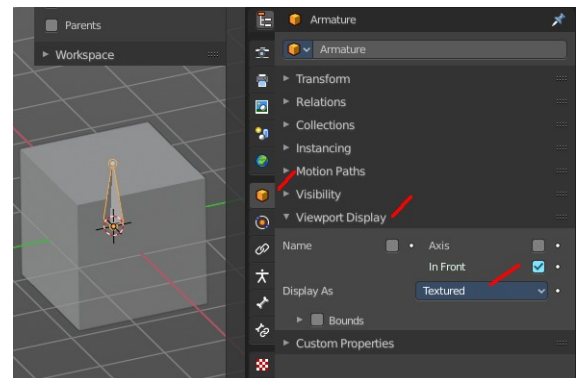 Parents
Workspace
Armature
Armature
Transform
Relations
Collections
Instancing
Motion Paths
Visibility
Viewport Display
Name
Axis
In Front
Display As
Textured
Bounds
Custom Properties